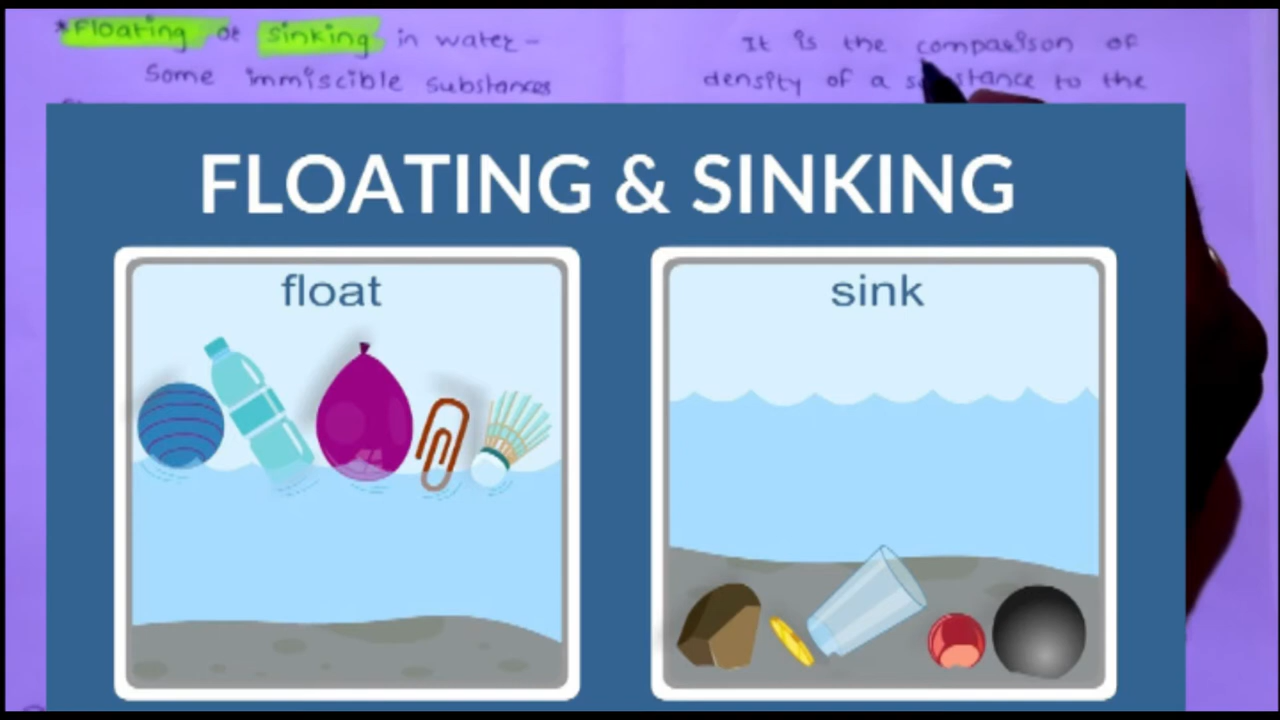 *Floating or sinking in water-
Some immiscible substances
It is the comparison of
density of a substance to the
FLOATING & SINKING
float
sink